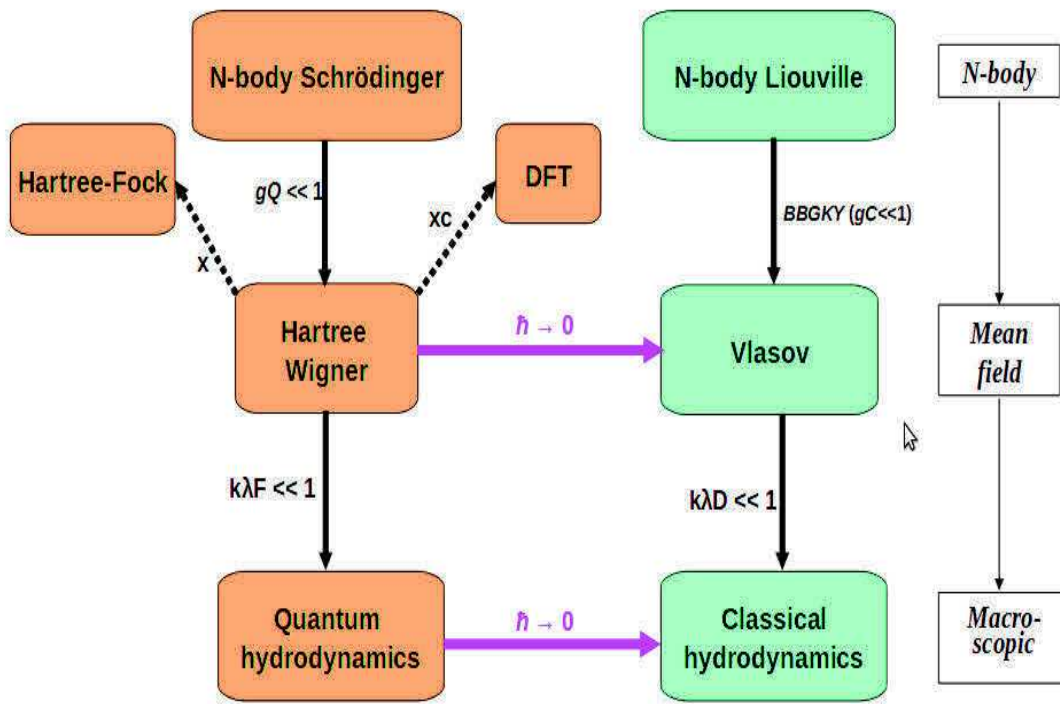 N-body Schrödinger
N-body Liouville
N-body
Hartree-Fock
gQ << 1
DFT
xc
BBGKY (gC<<1)
x
Hartree
Wigner
ħ → 0
Vlasov
Mean
field
kλF << 1
kλD << 1
Quantum
hydrodynamics
ħ → 0
Classical
hydrodynamics
Macro-
scopic